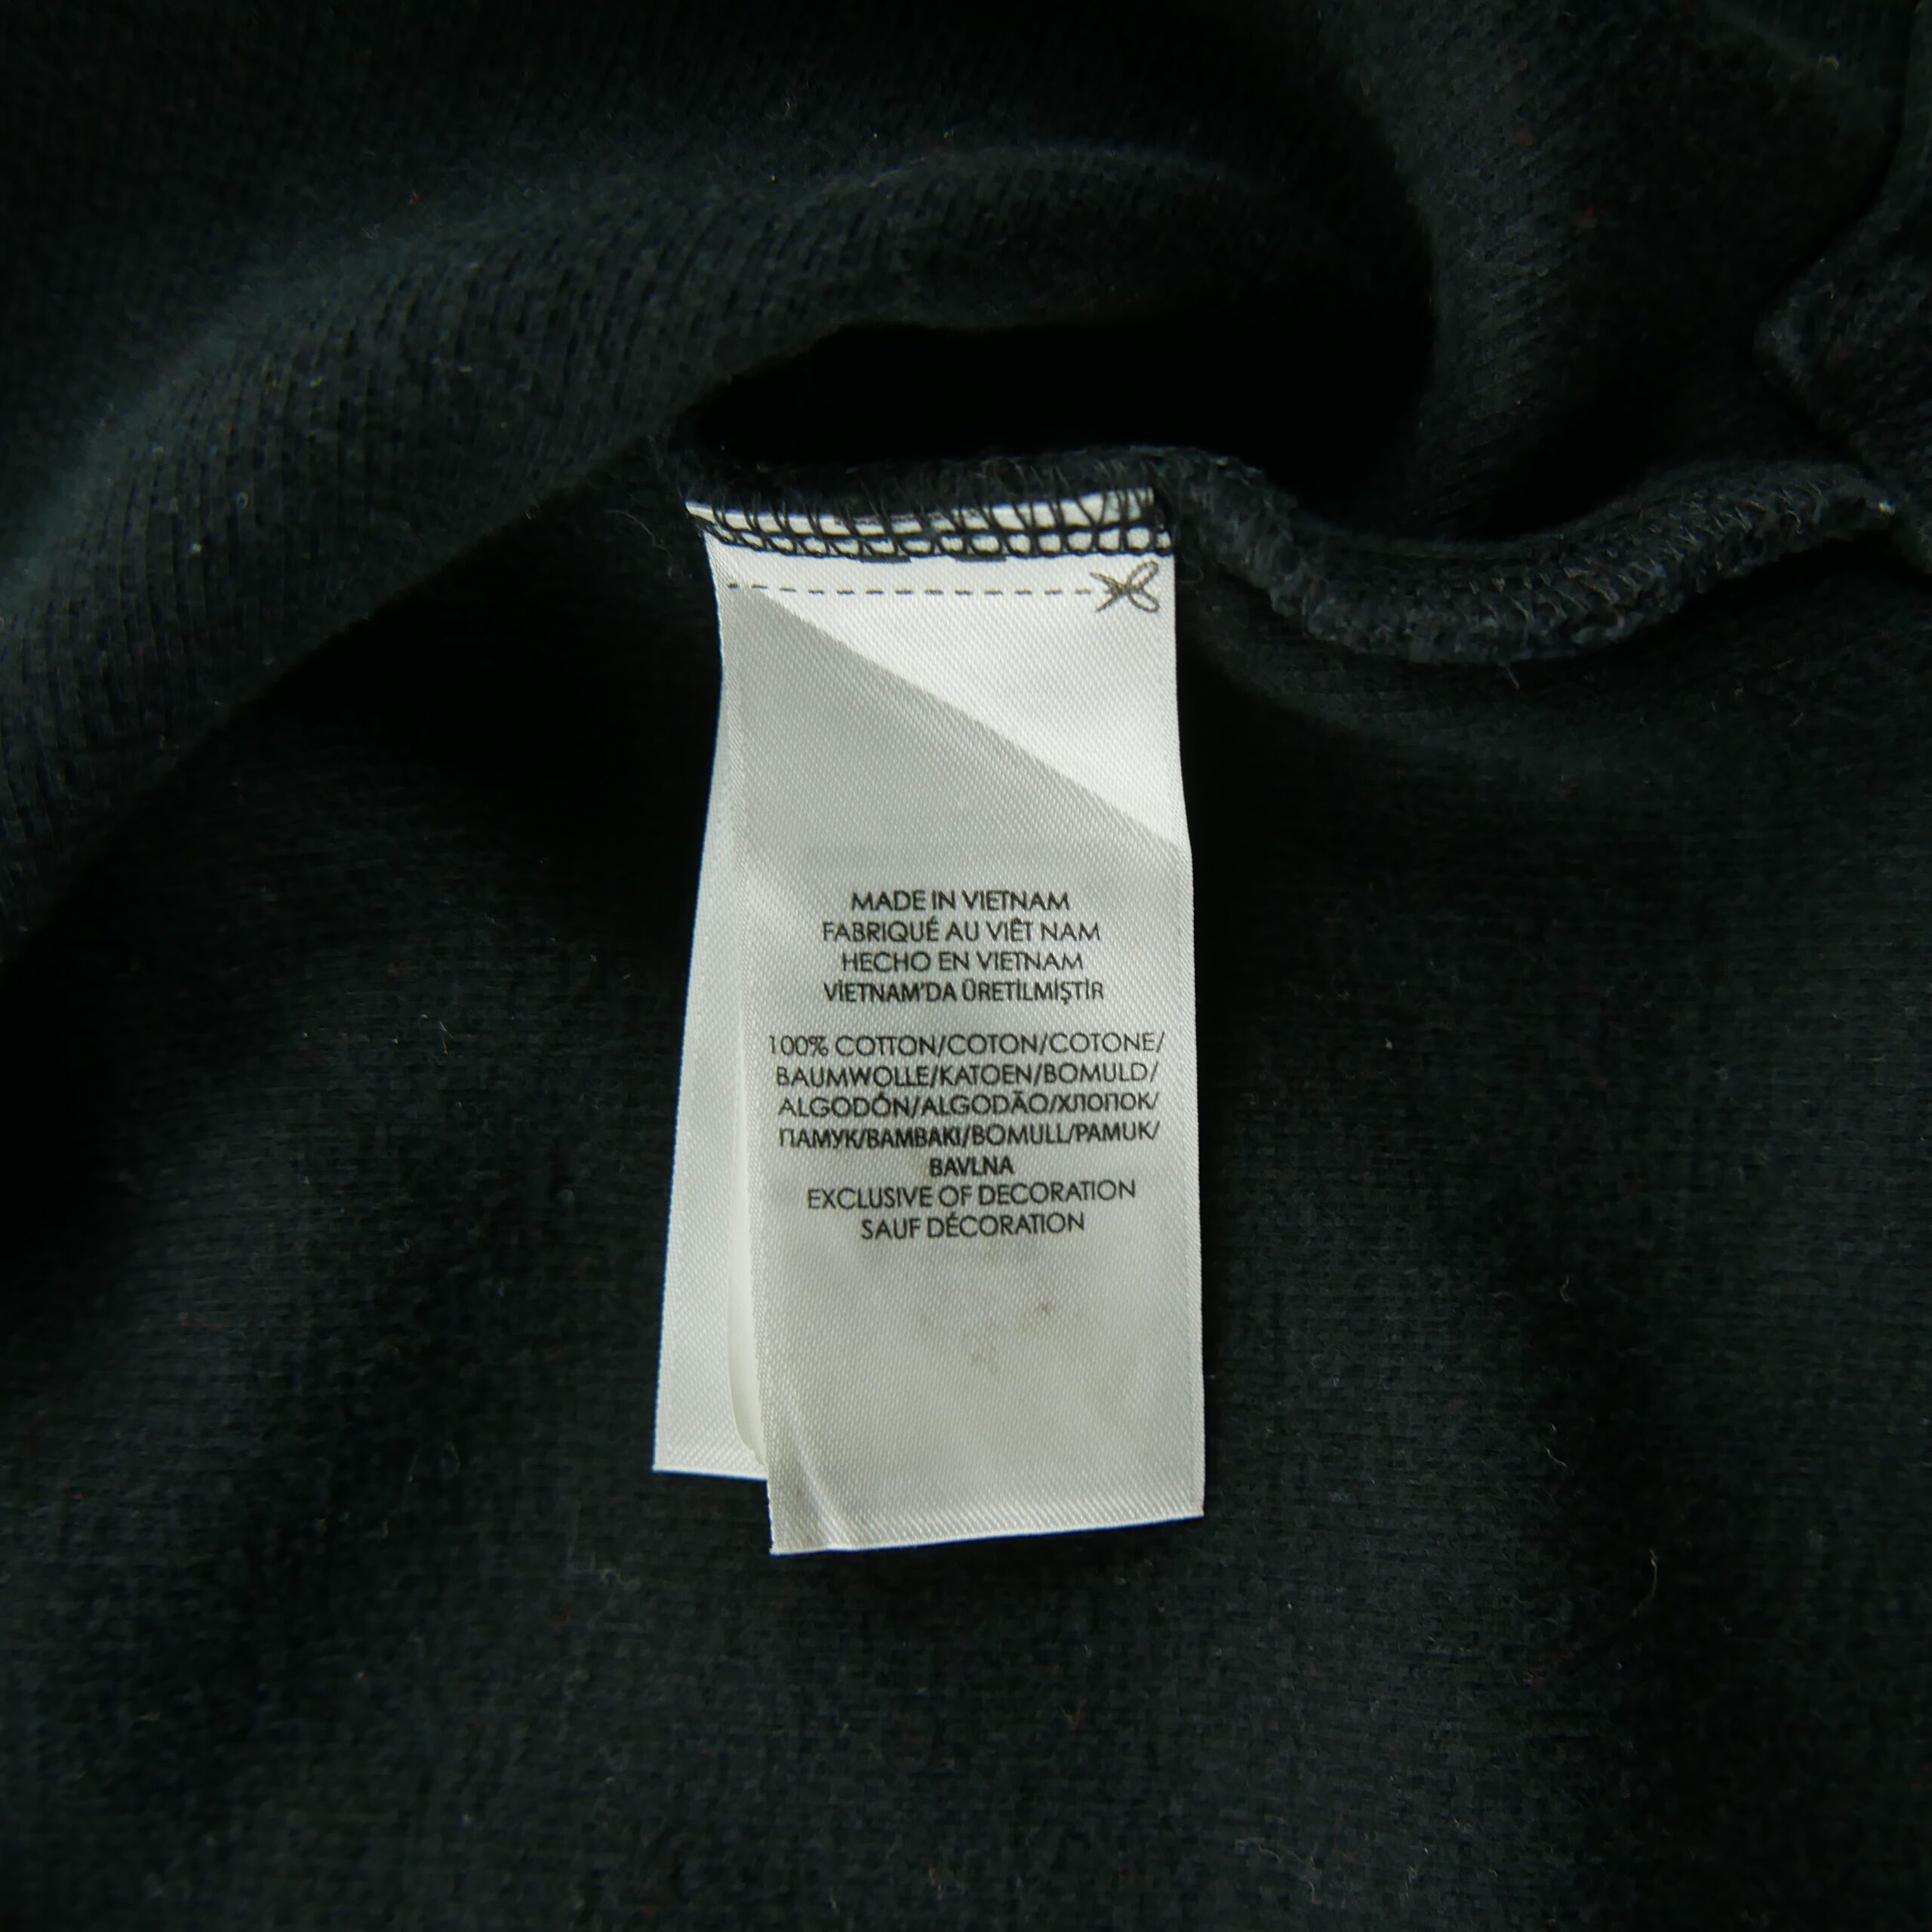 MADE IN VIETNAM
FABRIQUÉ AU VIÊT NAM
HECHO EN VIETNAM
VİETNAM'DA ÜRETİLMİŞTİR
100% COTTON/COTON/COTONE/
BAUMWOLLE/KATOEN/BOMULD/
ALGODÓN/ALGODÃO/ХЛОПОК/
ПАМУК/ΒΑΜΒΑΚΙ/BOMULL/PAMUK/
BAVLNA
EXCLUSIVE OF DECORATION
SAUF DÉCORATION